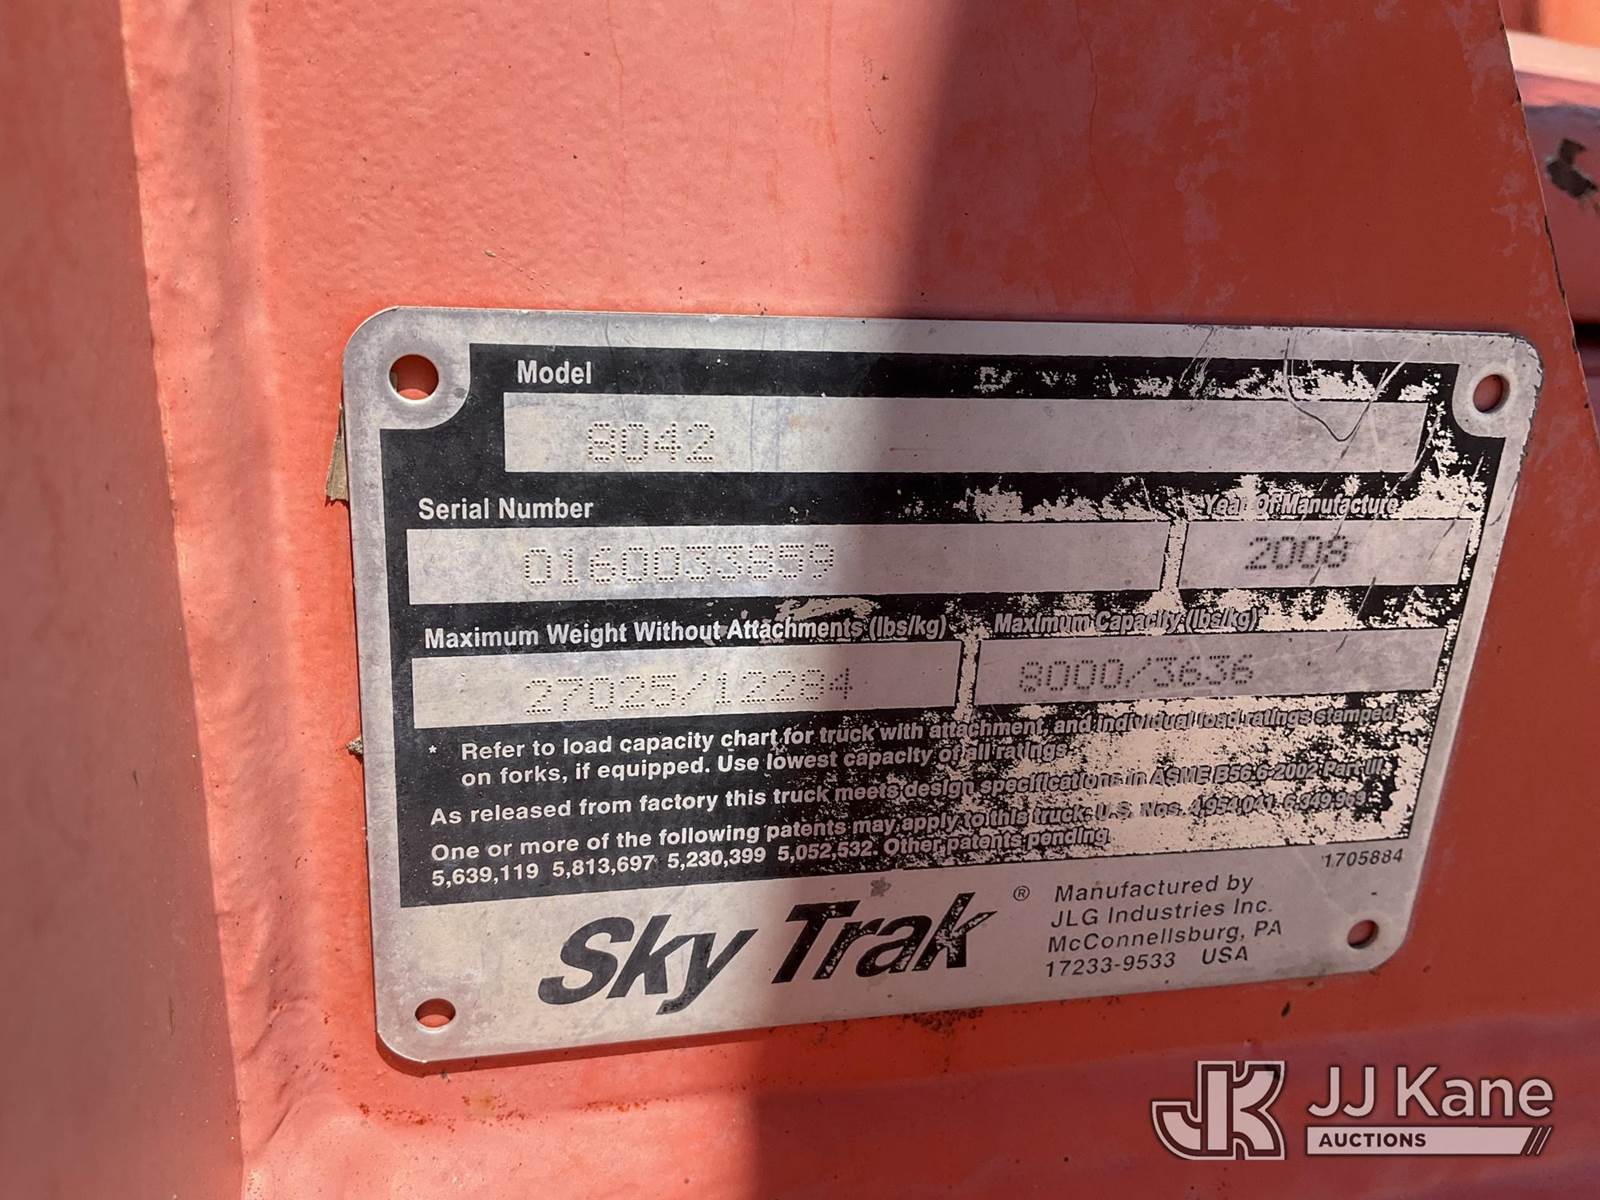 Model
8042
Serial Number
Year Of Manufacture
0160033859
2008
Maximum Weight Without Attachments (lbs/kg)
Maximum Capacity (lbs/kg)
27025/12284
8000/3636
* Refer to load capacity chart for truck with attachment, and individual load ratings stamped
on forks, if equipped. Use lowest capacity of all ratings.
As released from factory this truck meets design specifications in ASME B56.6-2002 Part III.
One or more of the following patents may apply to this truck: U.S. Nos. 4,954,041 6,349,969
5,639,119 5,813,697 5,230,399 5,052,532. Other patents pending
1705884
Sky Trak ®
Manufactured by
JLG Industries Inc.
McConnellsburg, PA
17233-9533 USA
JK JJ Kane
AUCTIONS